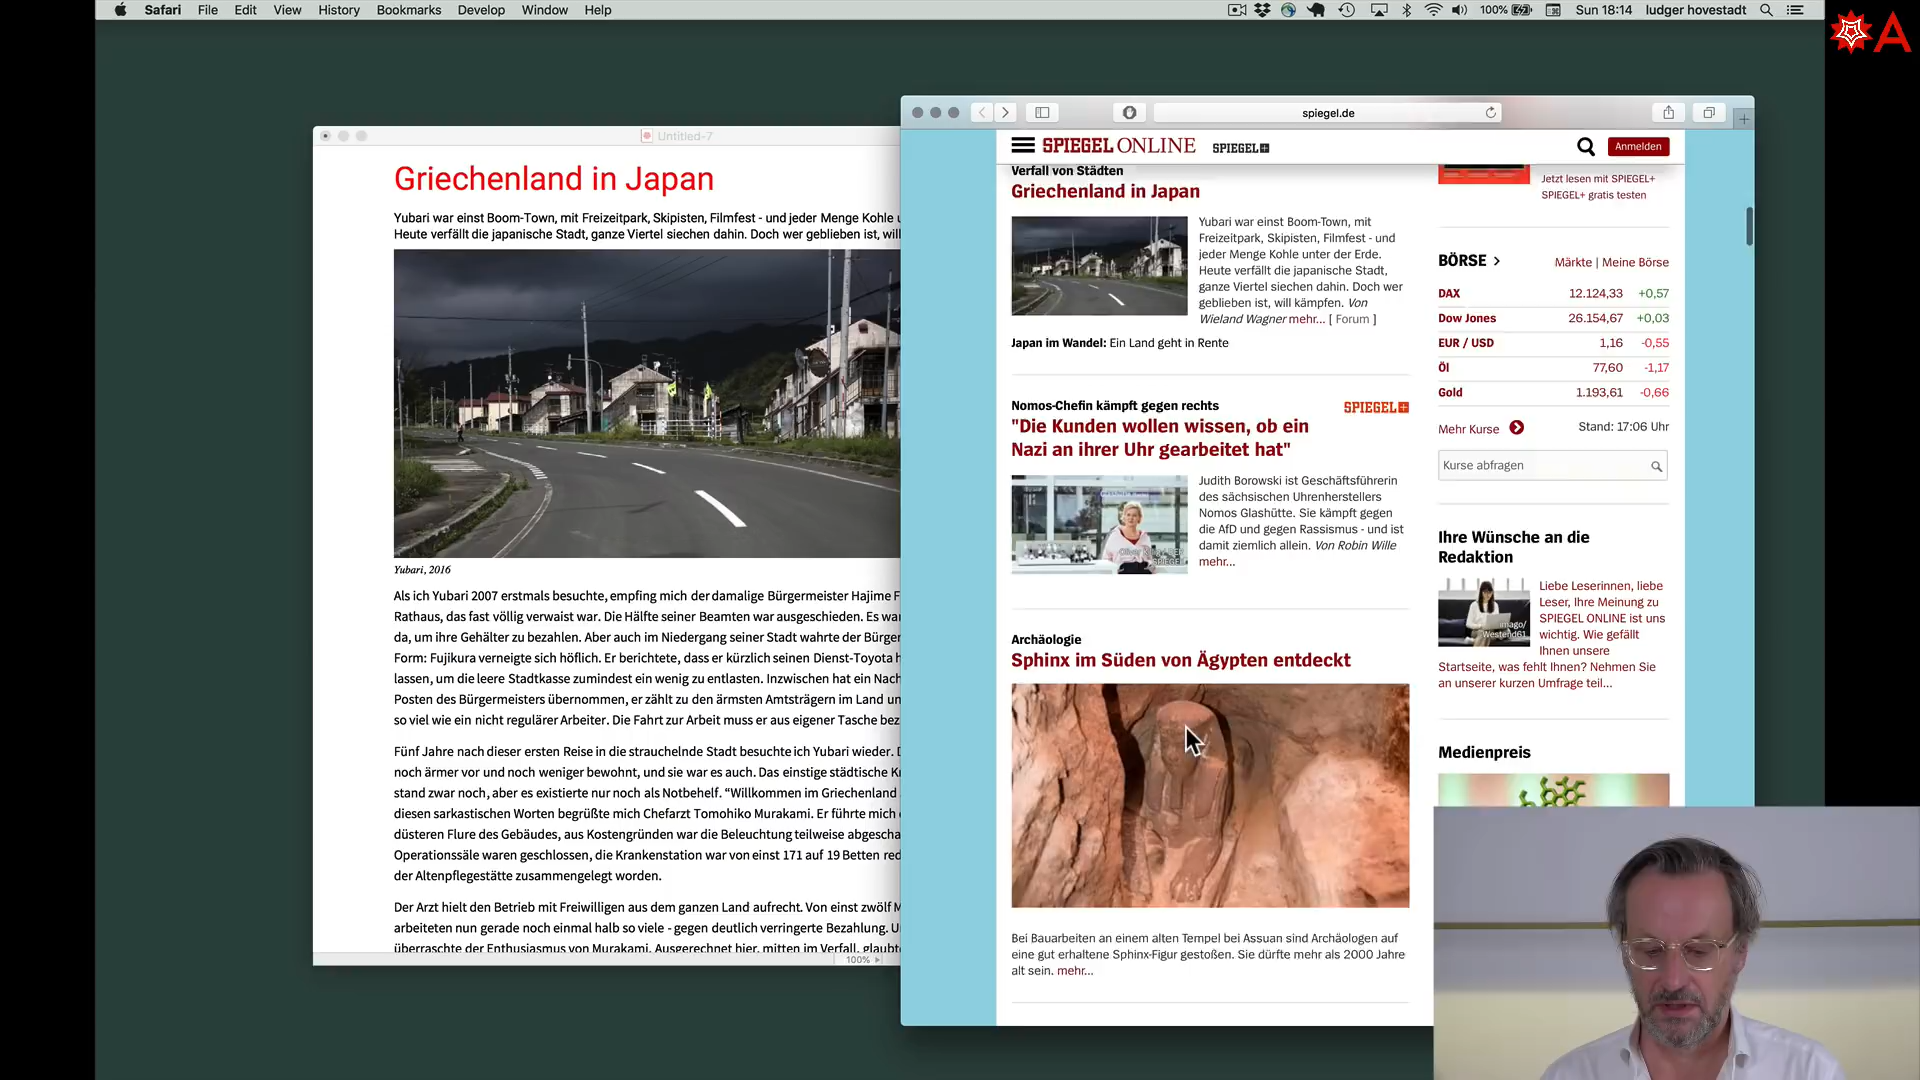 Safari File Edit View History Bookmarks Develop Window Help
100% Sun 18:14 ludger hovestadt
A
Untitled-7
Griechenland in Japan
Yubari war einst Boom-Town, mit Freizeitpark, Skipisten, Filmfest - und jeder Menge Kohle
Heute verfällt die japanische Stadt, ganze Viertel siechen dahin. Doch wer geblieben ist, will
Yubari, 2016
Als ich Yubari 2007 erstmals besuchte, empfing mich der damalige Bürgermeister Hajime F
Rathaus, das fast völlig verwaist war. Die Hälfte seiner Beamten war ausgeschieden. Es war
da, um ihre Gehälter zu bezahlen. Aber auch im Niedergang seiner Stadt wahrte der Bürger
Form: Fujikura verneigte sich höflich. Er berichtete, dass er kürzlich seinen Dienst-Toyota h
lassen, um die leere Stadtkasse zumindest ein wenig zu entlasten. Inzwischen hat ein Nach
Posten des Bürgermeisters übernommen, er zählt zu den ärmsten Amtsträgern im Land un
so viel wie ein nicht regulärer Arbeiter. Die Fahrt zur Arbeit muss er aus eigener Tasche bez
Fünf Jahre nach dieser ersten Reise in die strauchelnde Stadt besuchte ich Yubari wieder. D
noch ärmer vor und noch weniger bewohnt, und sie war es auch. Das einstige städtische Kr
stand zwar noch, aber es existierte nur noch als Notbehelf. “Willkommen im Griechenland
diesen sarkastischen Worten begrüßte mich Chefarzt Tomohiko Murakami. Er führte mich
düsteren Flure des Gebäudes, aus Kostengründen war die Beleuchtung teilweise abgescha
Operationssäle waren geschlossen, die Krankenstation war von einst 171 auf 19 Betten red
der Altenpflegestätte zusammengelegt worden.
Der Arzt hielt den Betrieb mit Freiwilligen aus dem ganzen Land aufrecht. Von einst zwölf M
arbeiteten nun gerade noch einmal halb so viele - gegen deutlich verringerte Bezahlung. U
überraschte der Enthusiasmus von Murakami. Ausgerechnet hier, mitten im Verfall, glaubt
100%
spiegel.de
SPIEGEL ONLINE SPIEGEL+ Anmelden
Verfall von Städten
Griechenland in Japan
Yubari war einst Boom-Town, mit
Freizeitpark, Skipisten, Filmfest - und
jeder Menge Kohle unter der Erde.
Heute verfällt die japanische Stadt,
ganze Viertel siechen dahin. Doch wer
geblieben ist, will kämpfen. Von
Wieland Wagner mehr... [ Forum ]
Japan im Wandel: Ein Land geht in Rente
Nomos-Chefin kämpft gegen rechts
SPIEGEL+
"Die Kunden wollen wissen, ob ein
Nazi an ihrer Uhr gearbeitet hat"
Judith Borowski ist Geschäftsführerin
des sächsischen Uhrenherstellers
Nomos Glashütte. Sie kämpft gegen
die AfD und gegen Rassismus - und ist
damit ziemlich allein. Von Robin Wille
mehr...
SPIEGEL
Archäologie
Sphinx im Süden von Ägypten entdeckt
Bei Bauarbeiten an einem alten Tempel bei Assuan sind Archäologen auf
eine gut erhaltene Sphinx-Figur gestoßen. Sie dürfte mehr als 2000 Jahre
alt sein. mehr...
Jetzt lesen mit SPIEGEL+
SPIEGEL+ gratis testen
BÖRSE Märkte | Meine Börse
DAX 12.124,33 +0,57
Dow Jones 26.154,67 +0,03
EUR / USD 1,16 -0,55
Öl 77,60 -1,17
Gold 1.193,61 -0,66
Mehr Kurse Stand: 17:06 Uhr
Kurse abfragen
Ihre Wünsche an die
Redaktion
imago/
Westend61
Liebe Leserinnen, liebe
Leser, Ihre Meinung zu
SPIEGEL ONLINE ist uns
wichtig. Wie gefällt
Ihnen unsere
Startseite, was fehlt Ihnen? Nehmen Sie
an unserer kurzen Umfrage teil...
Medienpreis